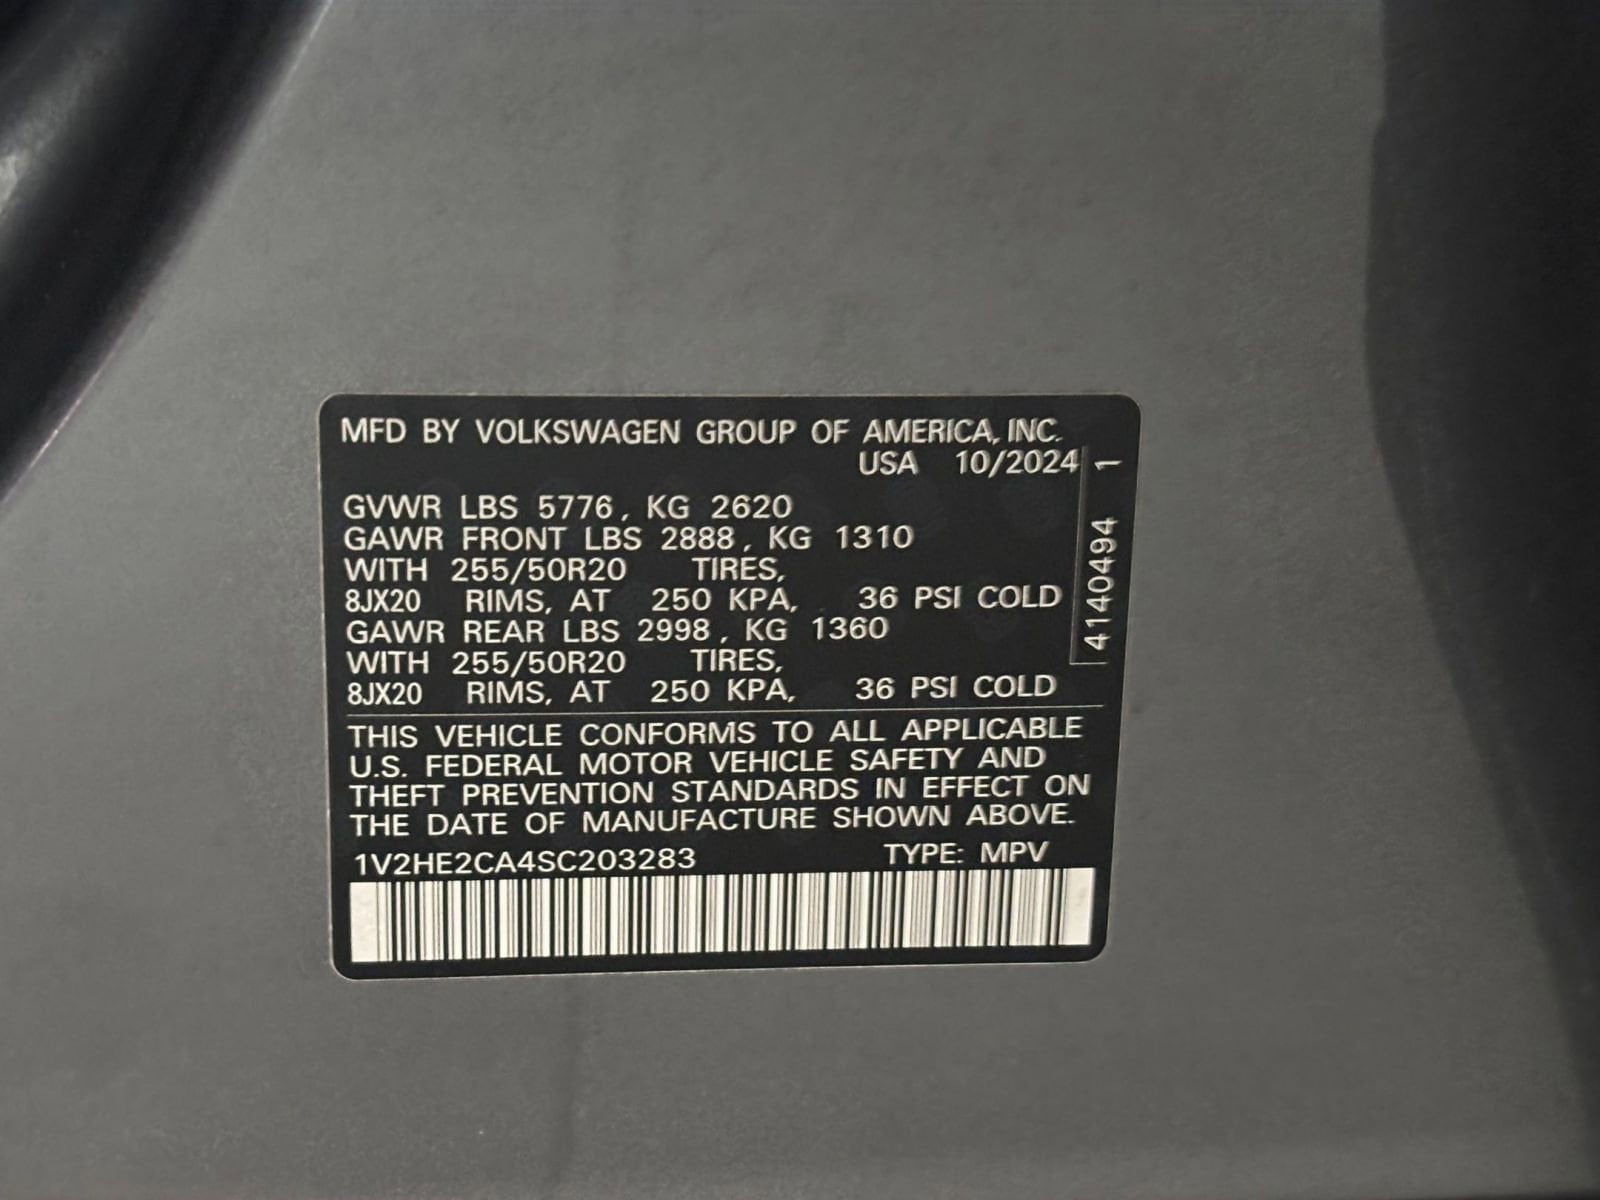 MFD BY VOLKSWAGEN GROUP OF AMERICA, INC.
USA 10/2024
GVWR LBS 5776, KG 2620
GAWR FRONT LBS 2888, KG 1310
WITH 255/50R20 TIRES,
8JX20 RIMS, AT 250 KPA, 36 PSI COLD
GAWR REAR LBS 2998, KG 1360
WITH 255/50R20 TIRES,
8JX20 RIMS, AT 250 KPA, 36 PSI COLD
4140494 1
THIS VEHICLE CONFORMS TO ALL APPLICABLE
U.S. FEDERAL MOTOR VEHICLE SAFETY AND
THEFT PREVENTION STANDARDS IN EFFECT ON
THE DATE OF MANUFACTURE SHOWN ABOVE.
1V2HE2CA4SC203283 TYPE: MPV